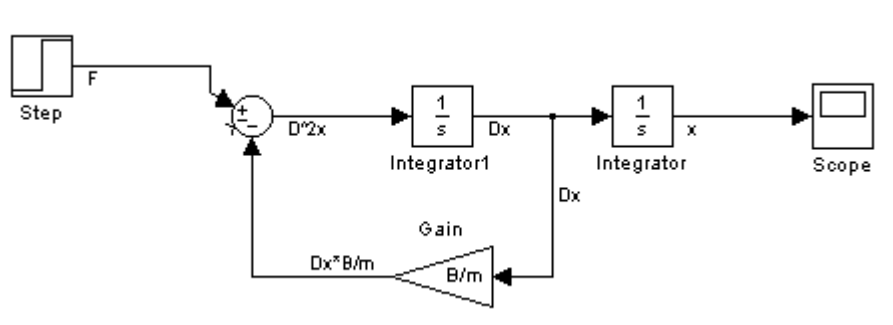 F
Step
+
−
−
D^2x
1
s
Integrator1
Dx
1
s
Integrator
x
Scope
Dx
Gain
Dx*B/m
B/m